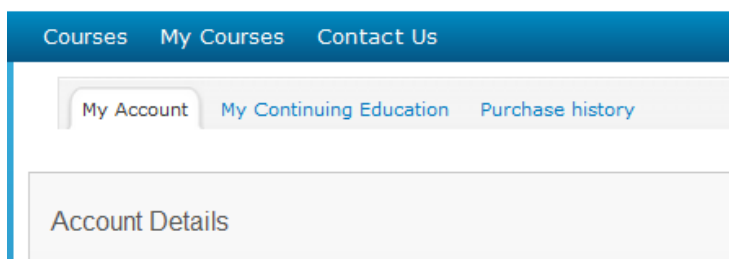 Courses My Courses Contact Us
My Account My Continuing Education Purchase history
Account Details